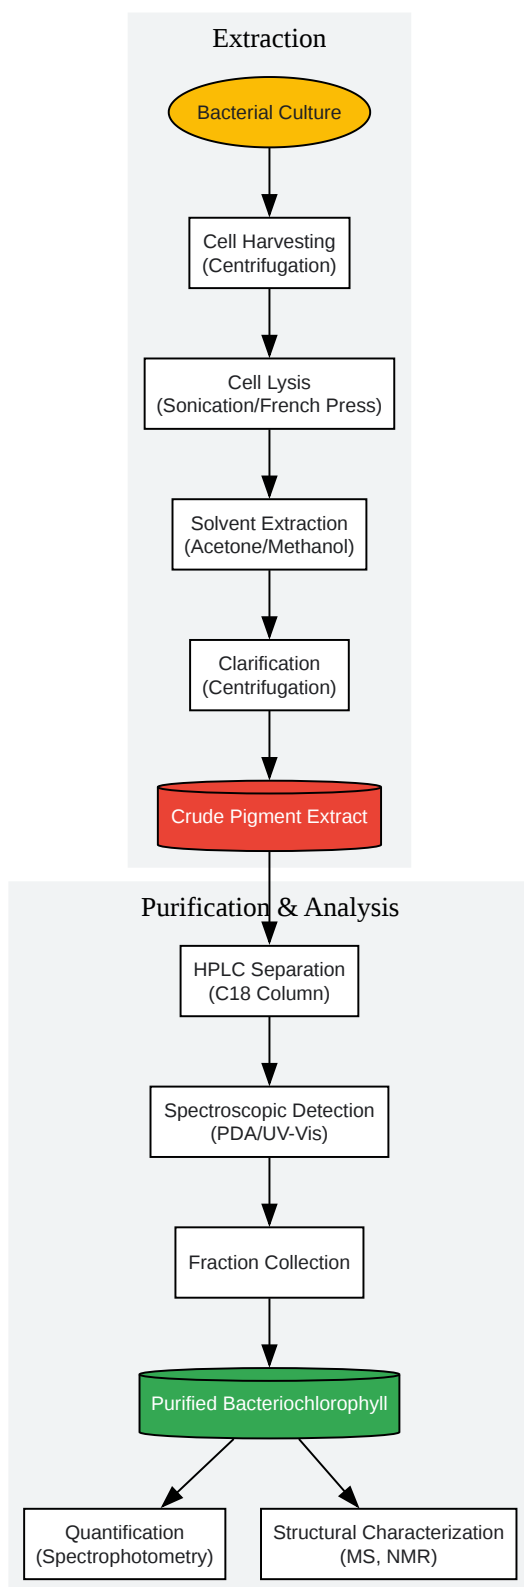 Extraction
Bacterial Culture
Cell Harvesting
(Centrifugation)
Cell Lysis
(Sonication/French Press)
Solvent Extraction
(Acetone/Methanol)
Clarification
(Centrifugation)
Crude Pigment Extract
Purification & Analysis
HPLC Separation
(C18 Column)
Spectroscopic Detection
(PDA/UV-Vis)
Fraction Collection
Purified Bacteriochlorophyll
Quantification
(Spectrophotometry)
Structural Characterization
(MS, NMR)